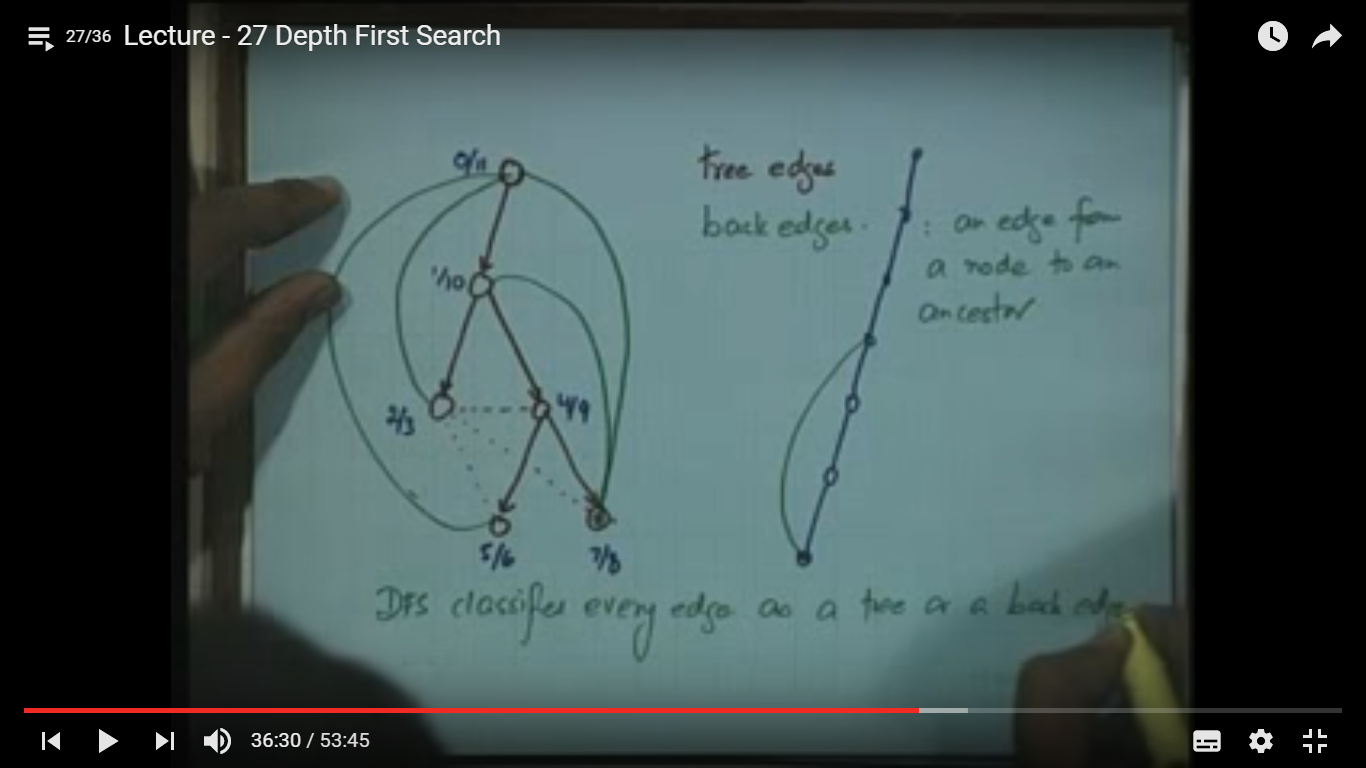 27/36 Lecture - 27 Depth First Search
0/11
tree edges
back edges. : an edge from
a node to an
ancestor
1/10
2/3
4/9
5/6
7/8
DFS classifies every edge as a tree or a back edge
36:30 / 53:45